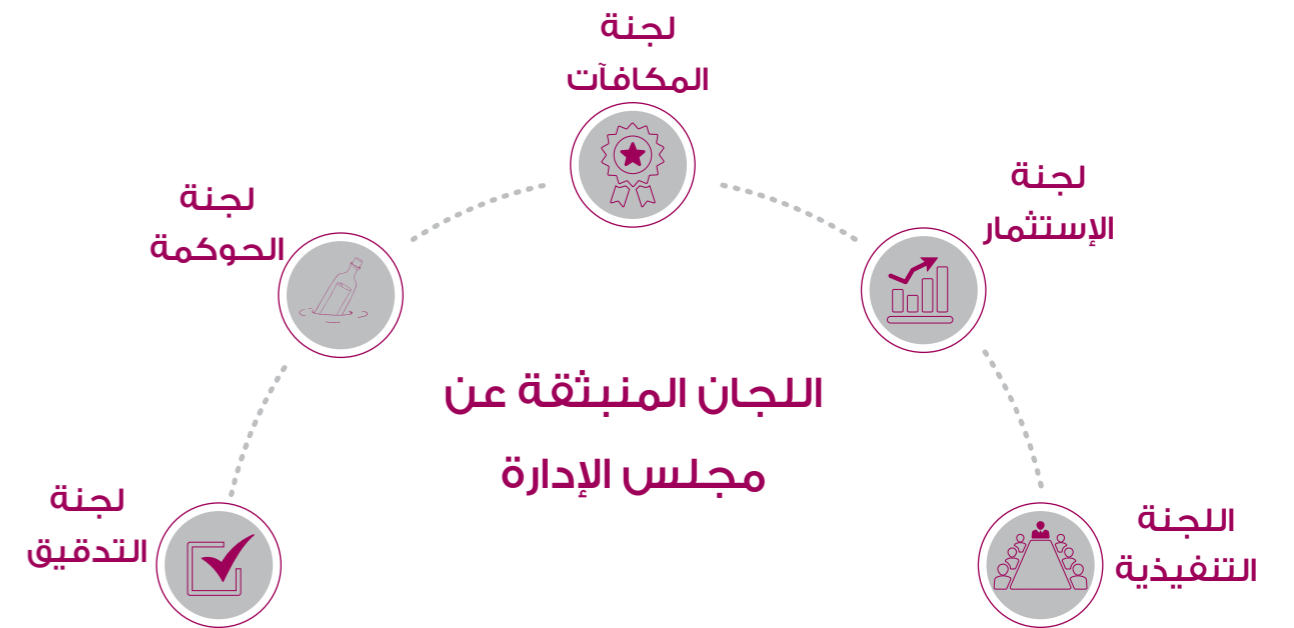 اللجان المنبثقة عن
مجلس الإدارة
اللجنة
التنفيذية
لجنة
الإستثمار
لجنة
المكافآت
لجنة
الحوكمة
لجنة
التدقيق